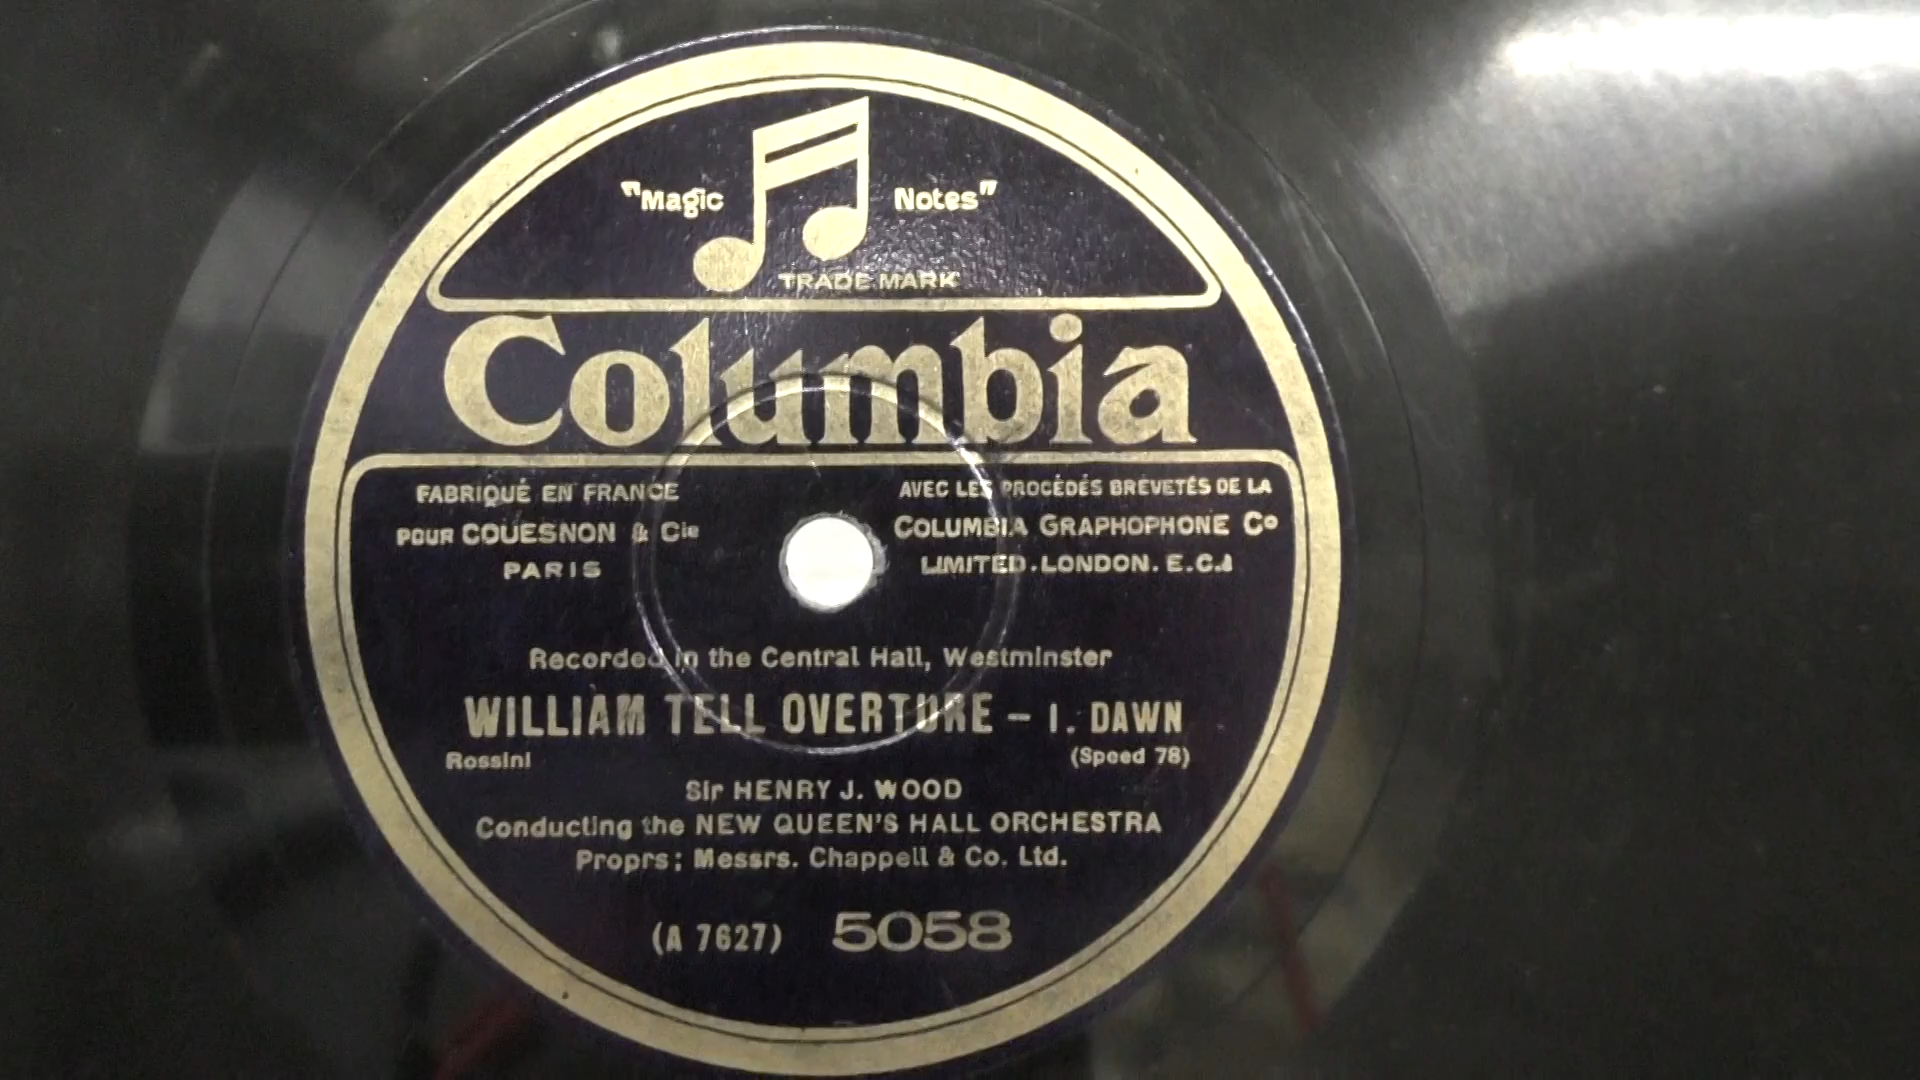 "Magic Notes"
TRADE MARK
Columbia
FABRIQUÉ EN FRANCE
POUR COUESNON & Cie
PARIS
AVEC LES PROCÉDÉS BREVETÉS DE LA
COLUMBIA GRAPHOPHONE Co
LIMITED. LONDON. E.C.1
Recorded in the Central Hall, Westminster
WILLIAM TELL OVERTURE – 1. DAWN
Rossini (Speed 78)
Sir HENRY J. WOOD
Conducting the NEW QUEEN'S HALL ORCHESTRA
Proprs; Messrs. Chappell & Co. Ltd.
(A 7627) 5058